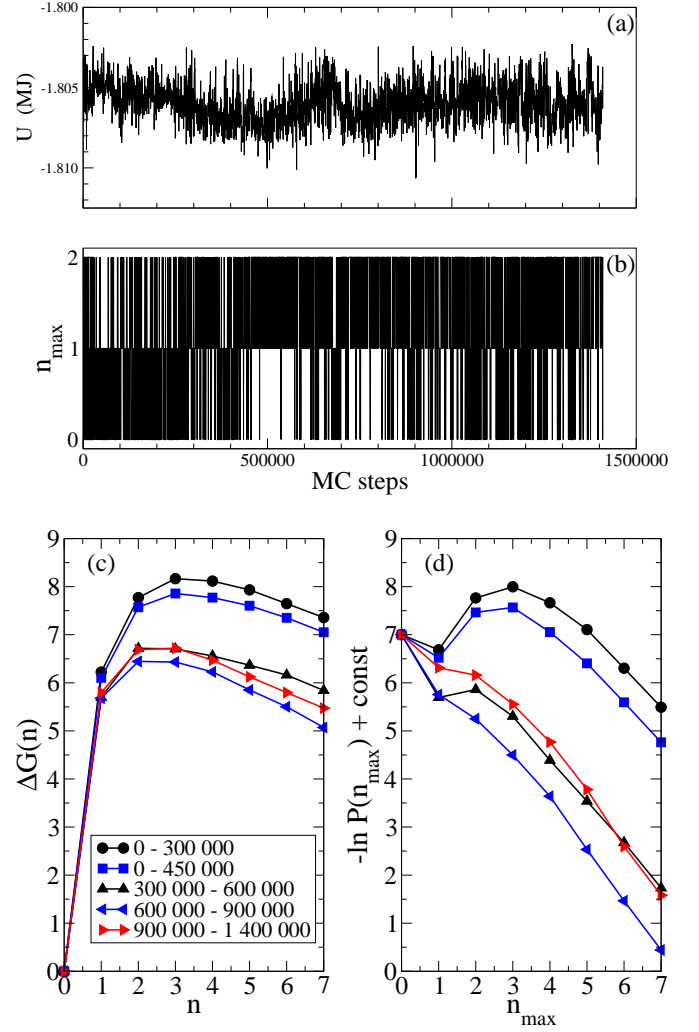 -1.800
(a)
-1.805
U (MJ)
-1.810
2
(b)
1
n_max
0
0
500000
1000000
1500000
MC steps
9
9
(c)
(d)
8
8
7
7
6
6
5
5
4
4
3
3
2
2
1
1
0
0
ΔG(n)
-ln P(n_max) + const
0 - 300 000
0 - 450 000
300 000 - 600 000
600 000 - 900 000
900 000 - 1 400 000
0 1 2 3 4 5 6 7
0 1 2 3 4 5 6 7
n
n_max